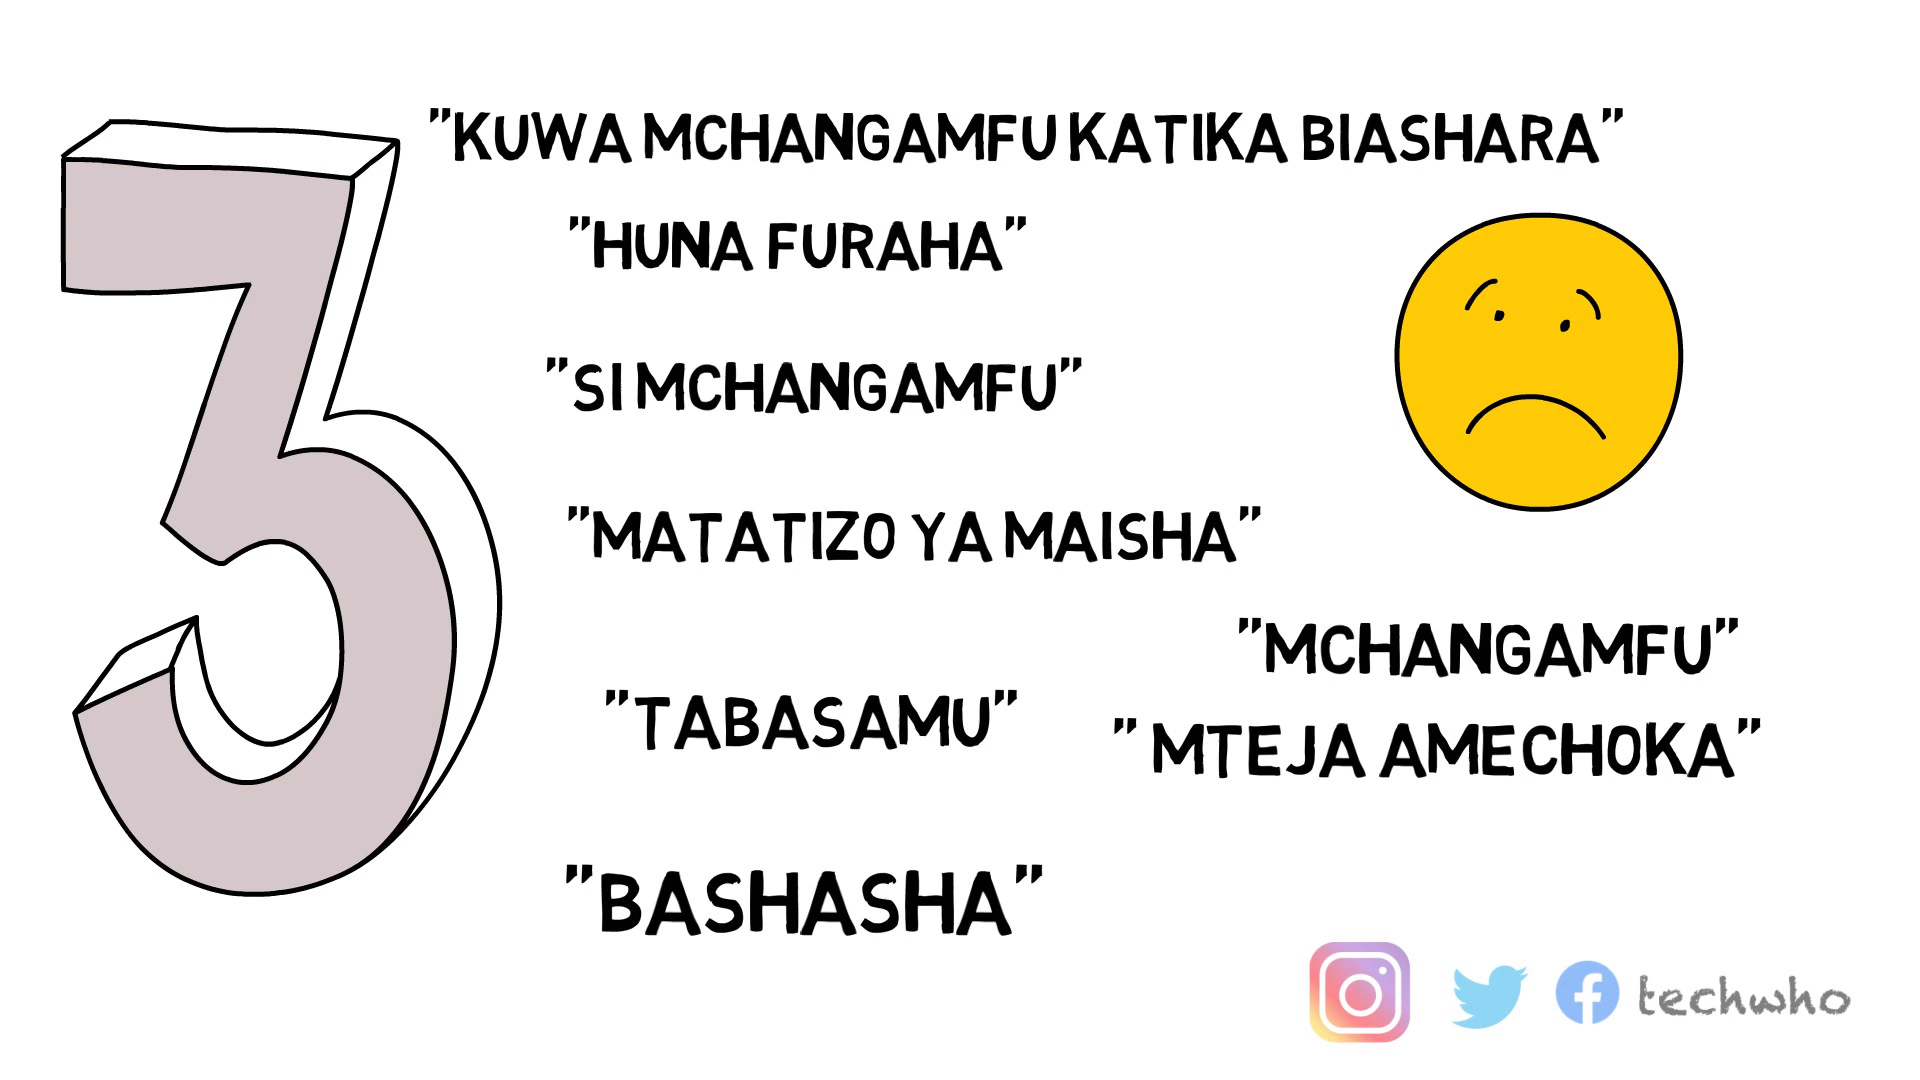 3
"KUWA MCHANGAMFU KATIKA BIASHARA"
"HUNA FURAHA"
"SI MCHANGAMFU"
"MATATIZO YA MAISHA"
"MCHANGAMFU"
"TABASAMU"
"MTEJA AMECHOKA"
"BASHASHA"
techwho